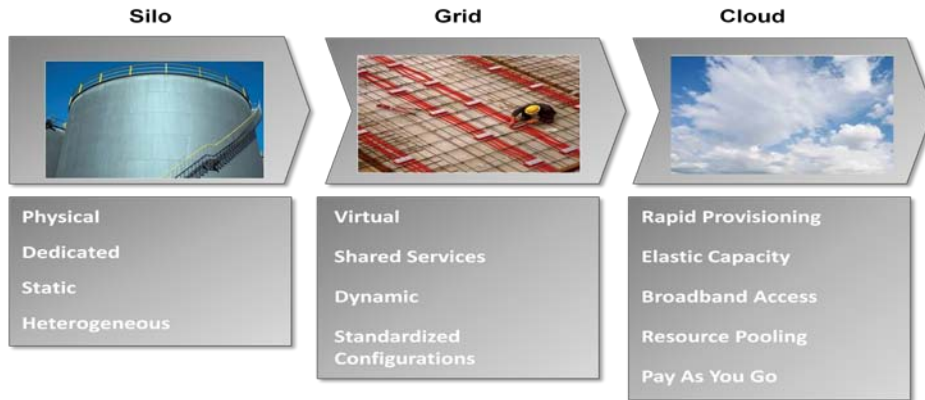 Silo
Grid
Cloud
Physical
Dedicated
Static
Heterogeneous
Virtual
Shared Services
Dynamic
Standardized
Configurations
Rapid Provisioning
Elastic Capacity
Broadband Access
Resource Pooling
Pay As You Go